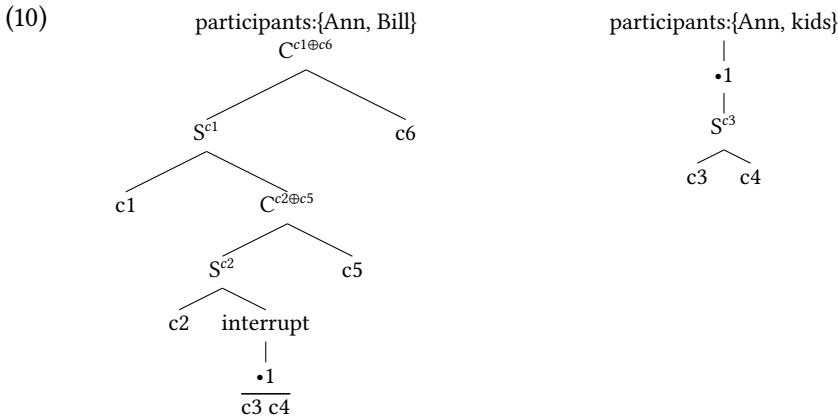 (10) participants:{Ann, Bill} participants:{Ann, kids}
C^{c1⊕c6} •1
S^{c1} c6 S^{c3}
c1 C^{c2⊕c5} c3 c4
S^{c2} c5
c2 interrupt
•1
c3 c4